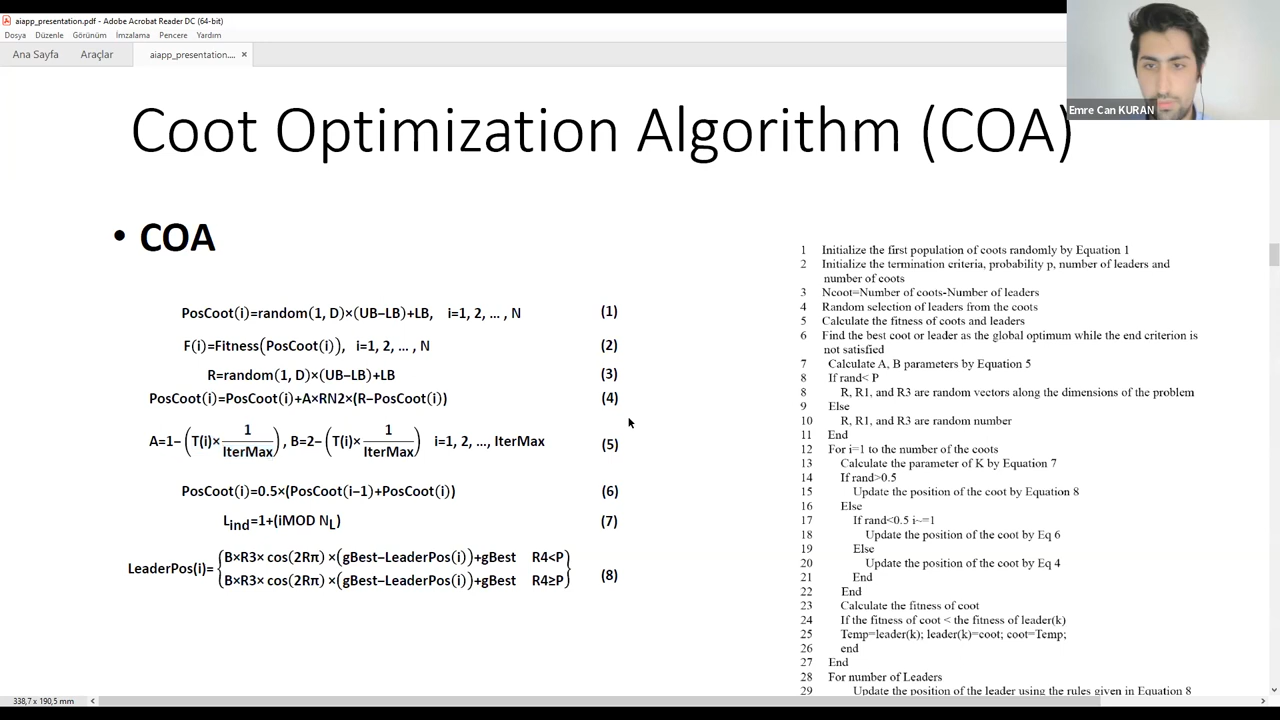 aiapp_presentation.pdf - Adobe Acrobat Reader DC (64-bit)
Dosya Düzenle Görünüm İmzalama Pencere Yardım
Ana Sayfa Araçlar aiapp_presentation.... ×
Emre Can KURAN
Coot Optimization Algorithm (COA)
• COA
PosCoot(i)=random(1, D)×(UB−LB)+LB, i=1, 2, ... , N (1)
F(i)=Fitness(PosCoot(i)), i=1, 2, ... , N (2)
R=random(1, D)×(UB−LB)+LB (3)
PosCoot(i)=PosCoot(i)+A×RN2×(R−PosCoot(i)) (4)
A=1−(T(i)×1/IterMax), B=2−(T(i)×1/IterMax) i=1, 2, ..., IterMax (5)
PosCoot(i)=0.5×(PosCoot(i−1)+PosCoot(i)) (6)
Lind=1+(iMOD NL) (7)
LeaderPos(i)={B×R3× cos(2Rπ) ×(gBest−LeaderPos(i))+gBest R4<P
B×R3× cos(2Rπ) ×(gBest−LeaderPos(i))+gBest R4≥P} (8)
1 Initialize the first population of coots randomly by Equation 1
2 Initialize the termination criteria, probability p, number of leaders and
number of coots
3 Ncoot=Number of coots-Number of leaders
4 Random selection of leaders from the coots
5 Calculate the fitness of coots and leaders
6 Find the best coot or leader as the global optimum while the end criterion is
not satisfied
7 Calculate A, B parameters by Equation 5
8 If rand< P
8 R, R1, and R3 are random vectors along the dimensions of the problem
9 Else
10 R, R1, and R3 are random number
11 End
12 For i=1 to the number of the coots
13 Calculate the parameter of K by Equation 7
14 If rand>0.5
15 Update the position of the coot by Equation 8
16 Else
17 If rand<0.5 i~=1
18 Update the position of the coot by Eq 6
19 Else
20 Update the position of the coot by Eq 4
21 End
22 End
23 Calculate the fitness of coot
24 If the fitness of coot < the fitness of leader(k)
25 Temp=leader(k); leader(k)=coot; coot=Temp;
26 end
27 End
28 For number of Leaders
29 Update the position of the leader using the rules given in Equation 8
338,7 x 190,5 mm